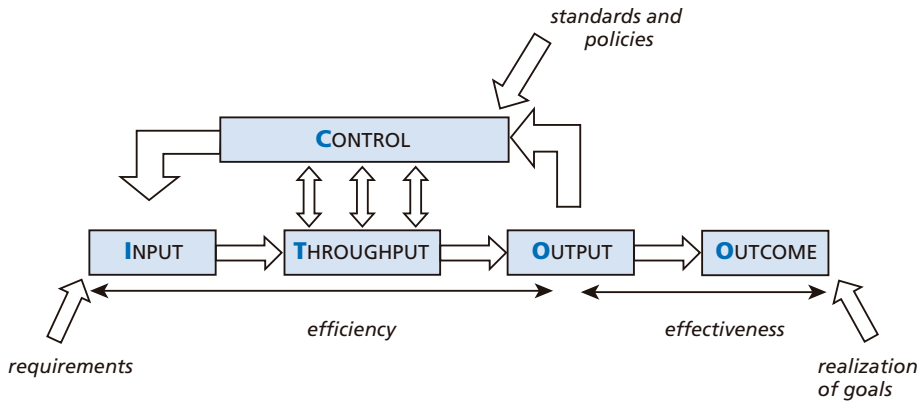 standards and
policies
CONTROL
INPUT
THROUGHPUT
OUTPUT
OUTCOME
efficiency
effectiveness
requirements
realization
of goals